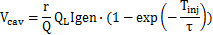 V_cav = r/Q Q_L Igen · (1 − exp(− T_inj/τ))